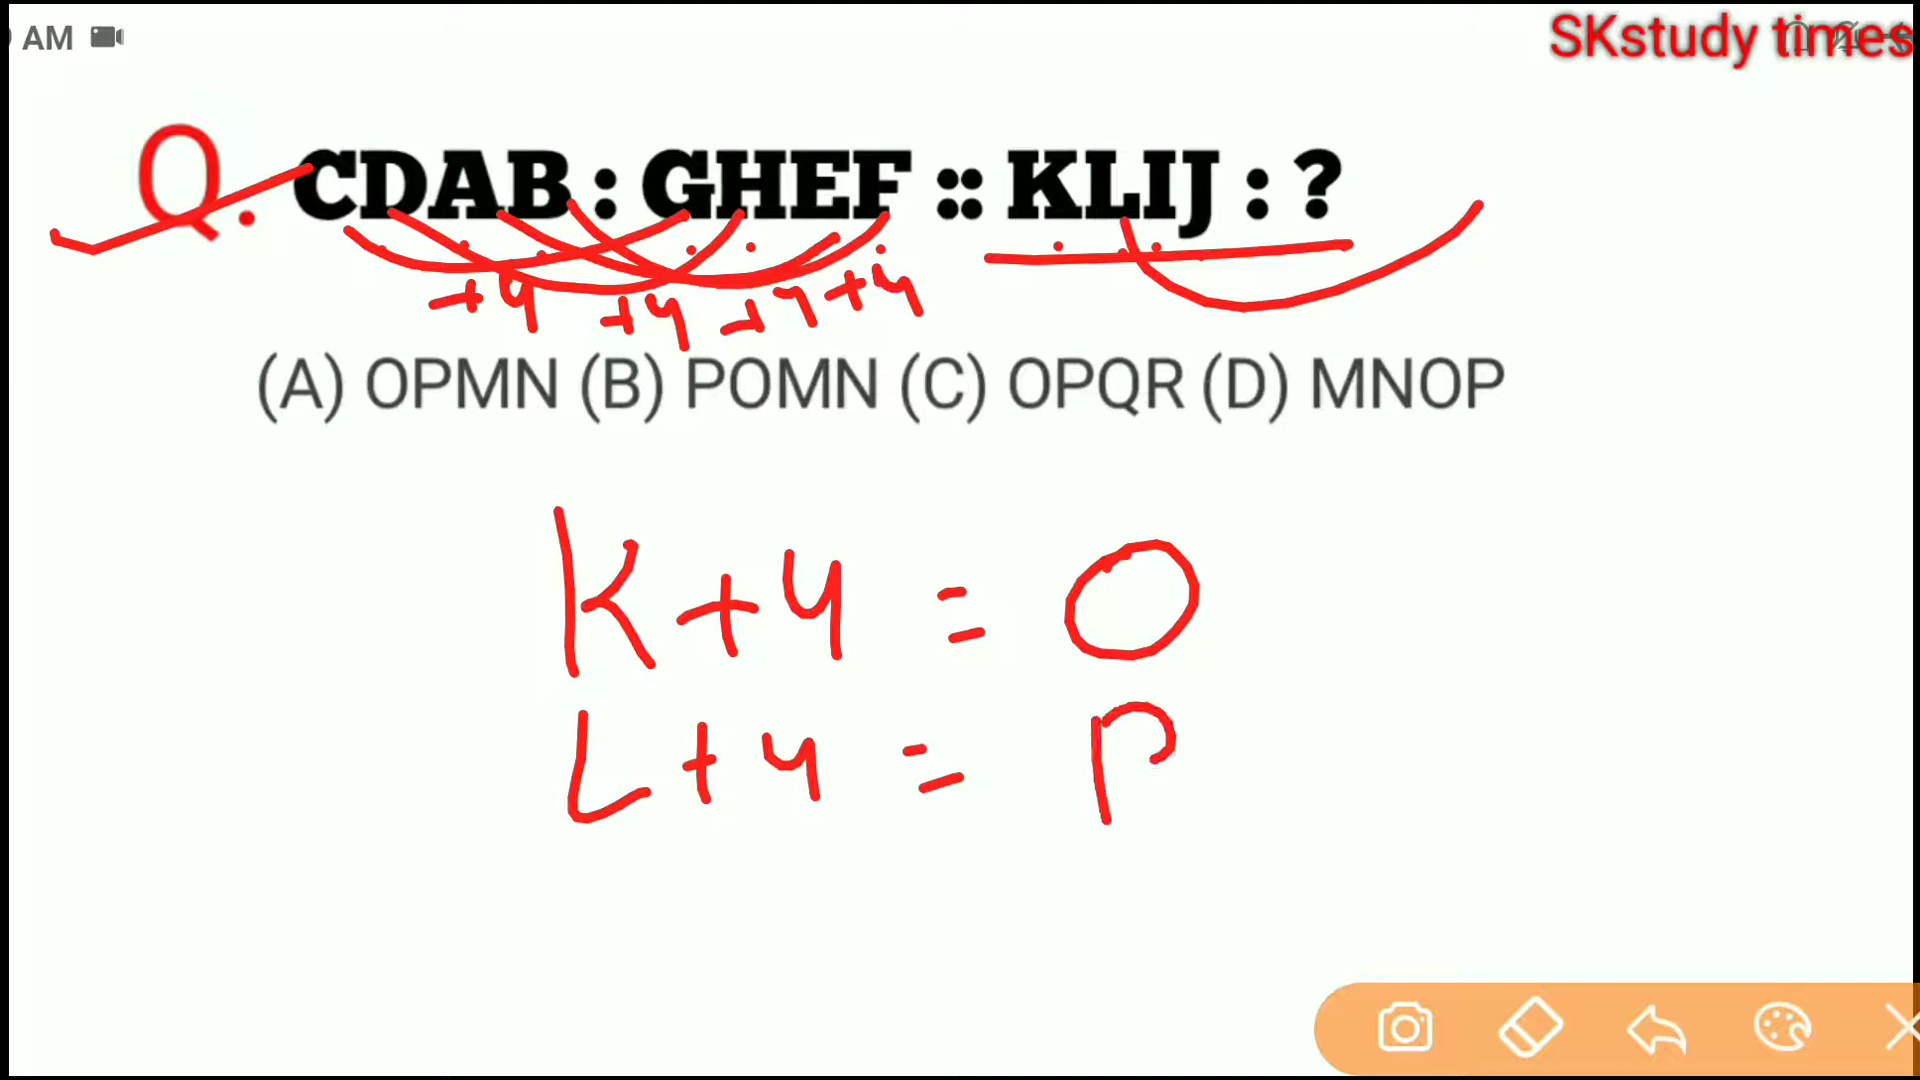 AM
SKstudy times
Q. CDAB : GHEF :: KLIJ : ?
+4 +4 +4 +4
(A) OPMN (B) POMN (C) OPQR (D) MNOP
K+4 = O
L+4 = P